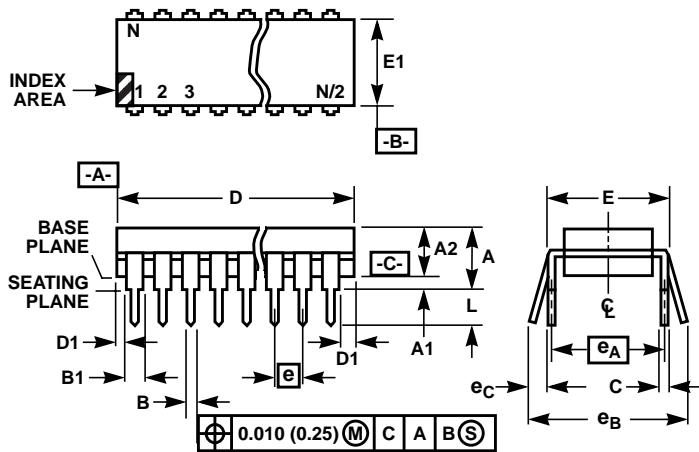 N
INDEX
AREA
1 2 3 N/2
E1
-B-
-A-
D
E
BASE
PLANE
A2
A
-C-
SEATING
PLANE
L
C
L
D1
A1
D1
eA
B1
e
eC
C
B
eB
0.010 (0.25) M C A B S